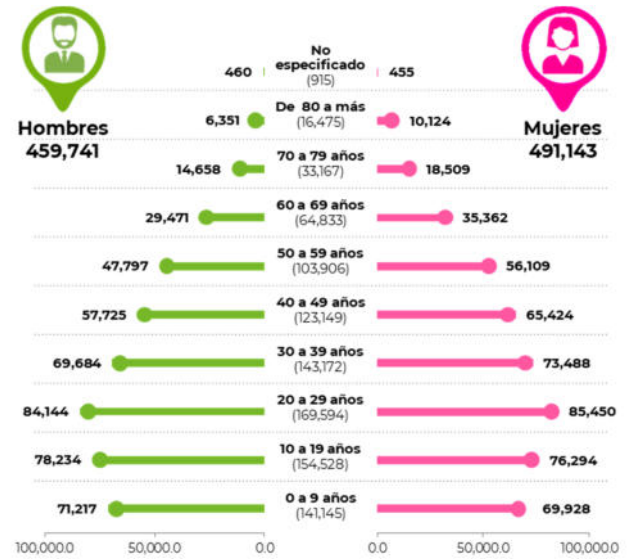 No
especificado
(915)
460
455
Hombres
459,741
Mujeres
491,143
De 80 a más
(16,475)
6,351
10,124
70 a 79 años
(33,167)
14,658
18,509
60 a 69 años
(64,833)
29,471
35,362
50 a 59 años
(103,906)
47,797
56,109
40 a 49 años
(123,149)
57,725
65,424
30 a 39 años
(143,172)
69,684
73,488
20 a 29 años
(169,594)
84,144
85,450
10 a 19 años
(154,528)
78,234
76,294
0 a 9 años
(141,145)
71,217
69,928
100,000.0 50,000.0 0.0 0.0 50,000.0 100,000.0